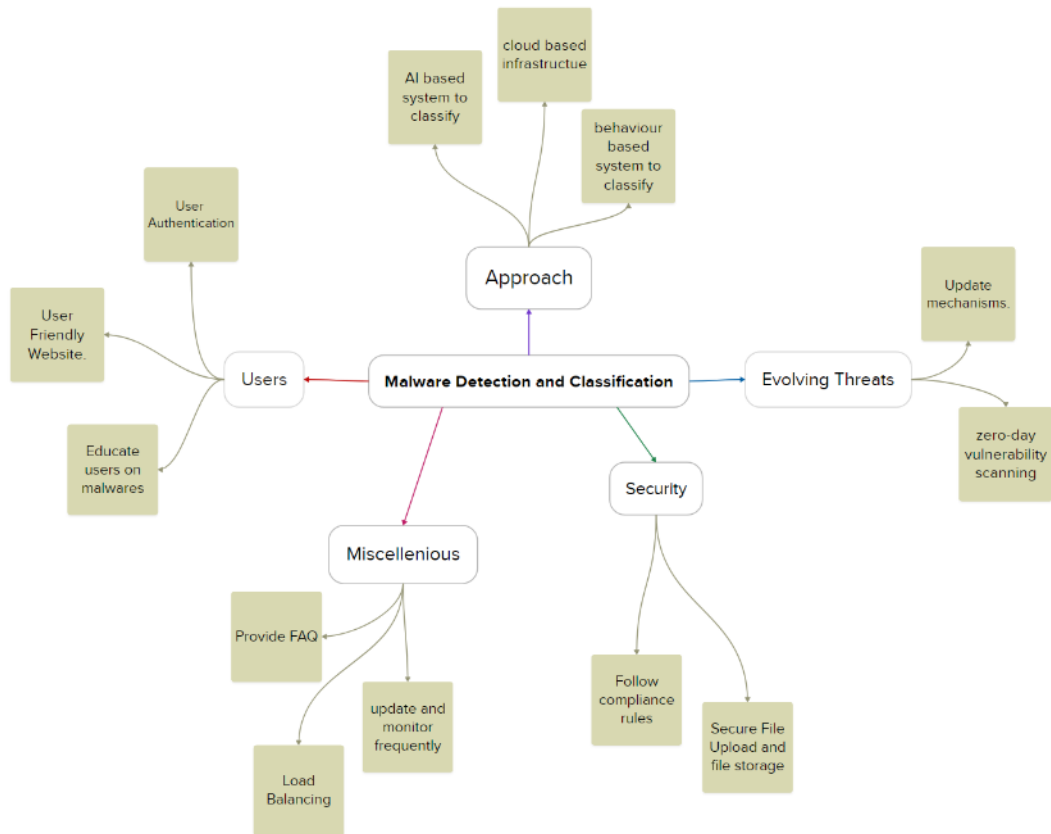 cloud based
infrastructue
AI based
system to
classify
behaviour
based
system to
classify
User
Authentication
Approach
User
Friendly
Website.
Update
mechanisms.
Users
Malware Detection and Classification
Evolving Threats
Educate
users on
malwares
zero-day
vulnerability
scanning
Security
Miscellenious
Provide FAQ
update and
monitor
frequently
Load
Balancing
Follow
compliance
rules
Secure File
Upload and
file storage